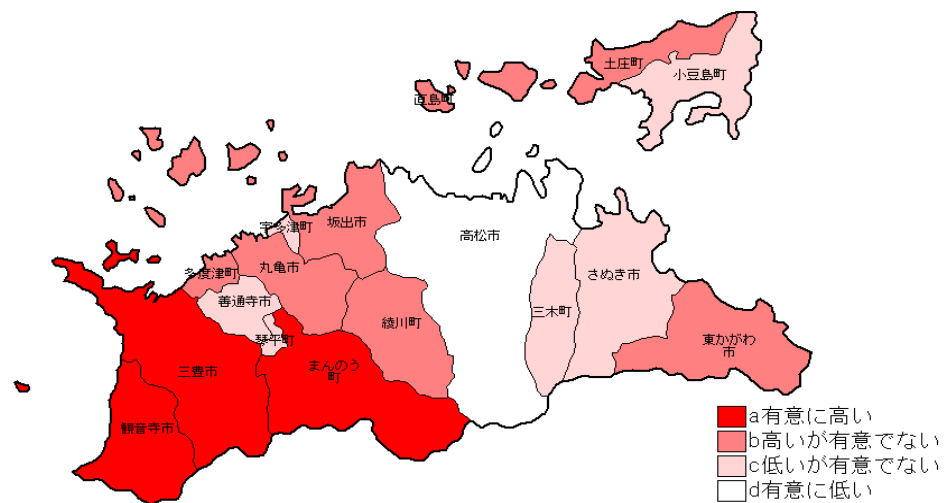 土庄町
小豆島町
直島町
宇多津町
坂出市
高松市
多度津町
丸亀市
さぬき市
善通寺市
三木町
綾川町
琴平町
東かがわ
市
まんのう
町
三豊市
観音寺市
a有意に高い
b高いが有意でない
c低いが有意でない
d有意に低い